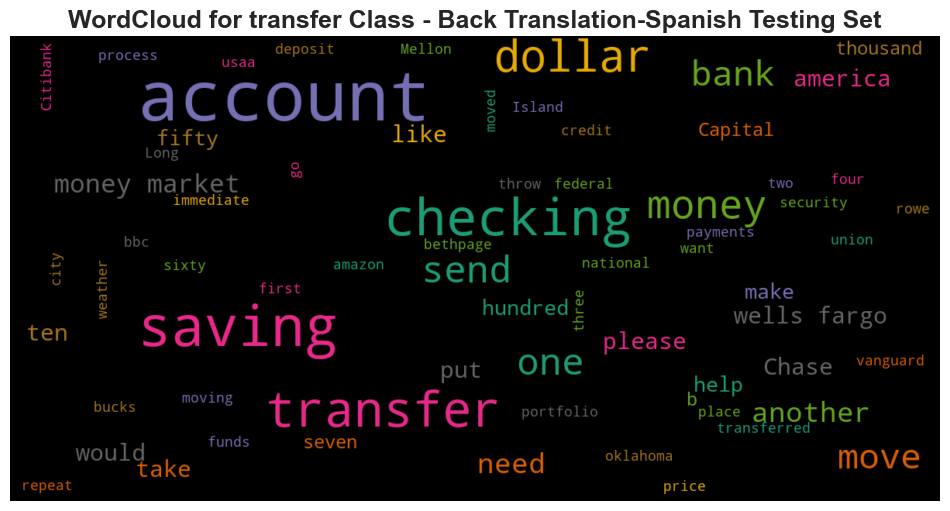 WordCloud for transfer Class - Back Translation-Spanish Testing Set
Citibank
process
usaa
deposit
Mellon
dollar
thousand
account
moved
Island
bank
america
fifty
like
credit
Capital
Long
go
money market
immediate
throw
federal
two
four
checking
money
security
rowe
bbc
bethpage
payments
want
union
city
weather
sixty
amazon
send
national
first
hundred
three
make
wells fargo
ten
saving
please
put
one
Chase
vanguard
help
bucks
moving
transfer
portfolio
b
place
another
transferred
would
funds
seven
take
need
oklahoma
move
repeat
price